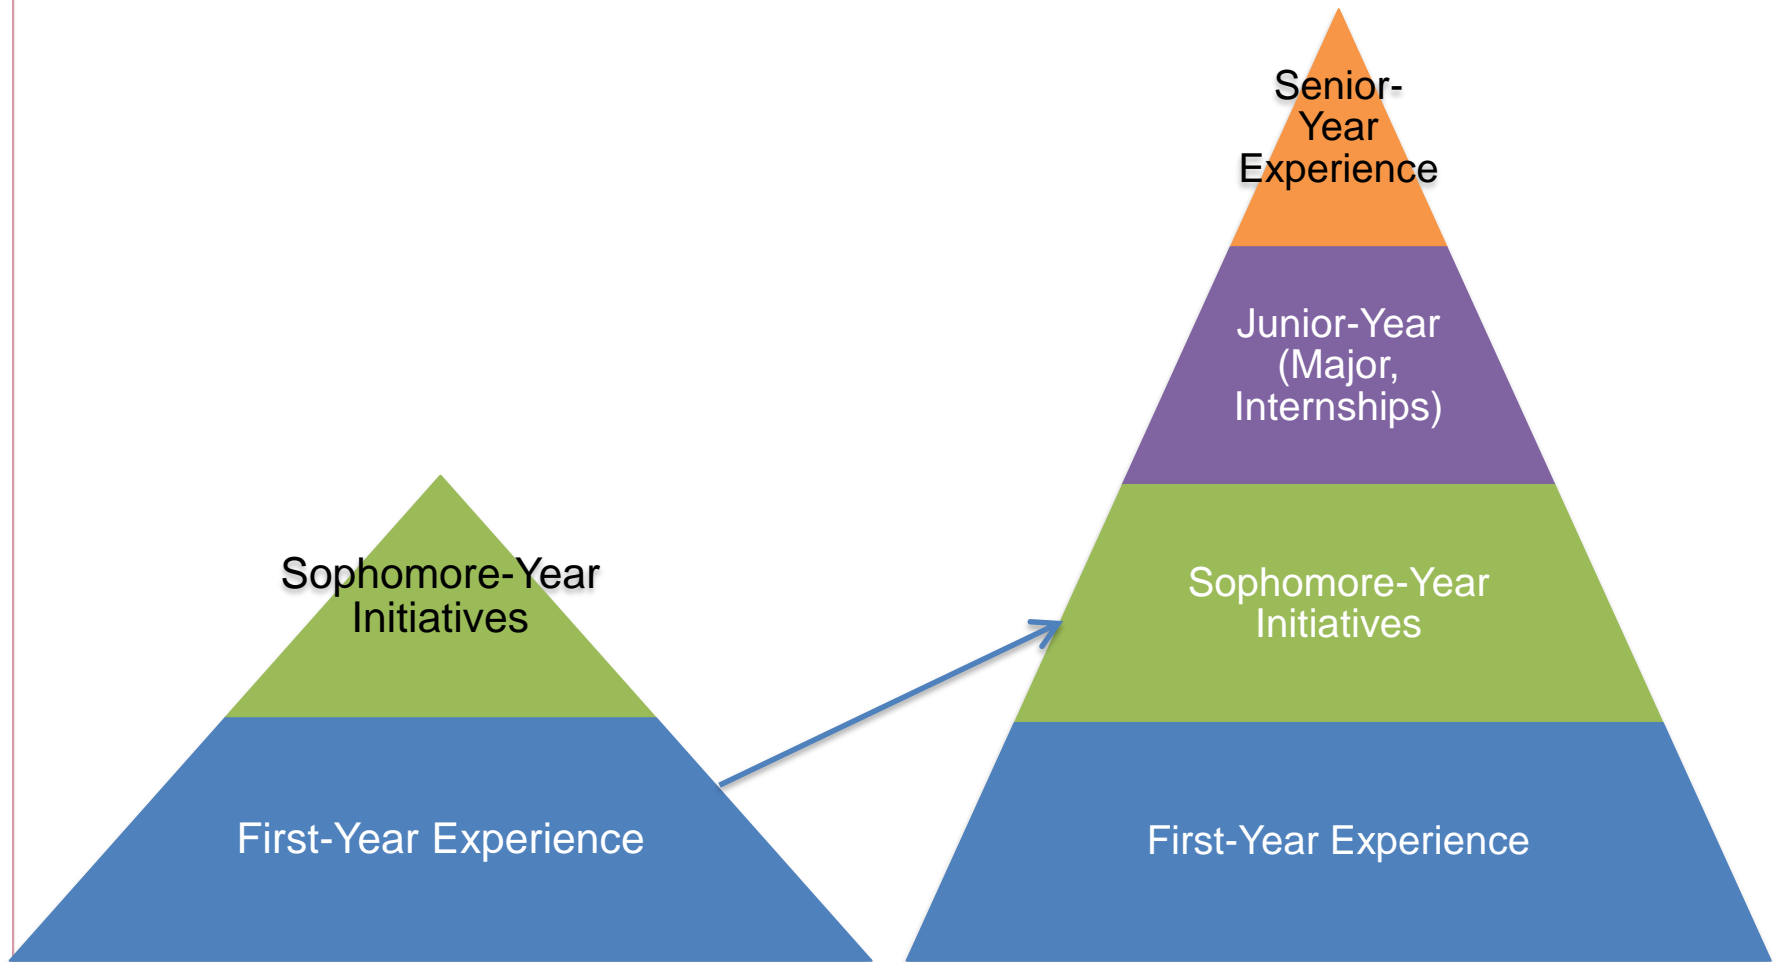 Sophomore-Year
Initiatives
First-Year Experience
Senior-
Year
Experience
Junior-Year
(Major,
Internships)
Sophomore-Year
Initiatives
First-Year Experience